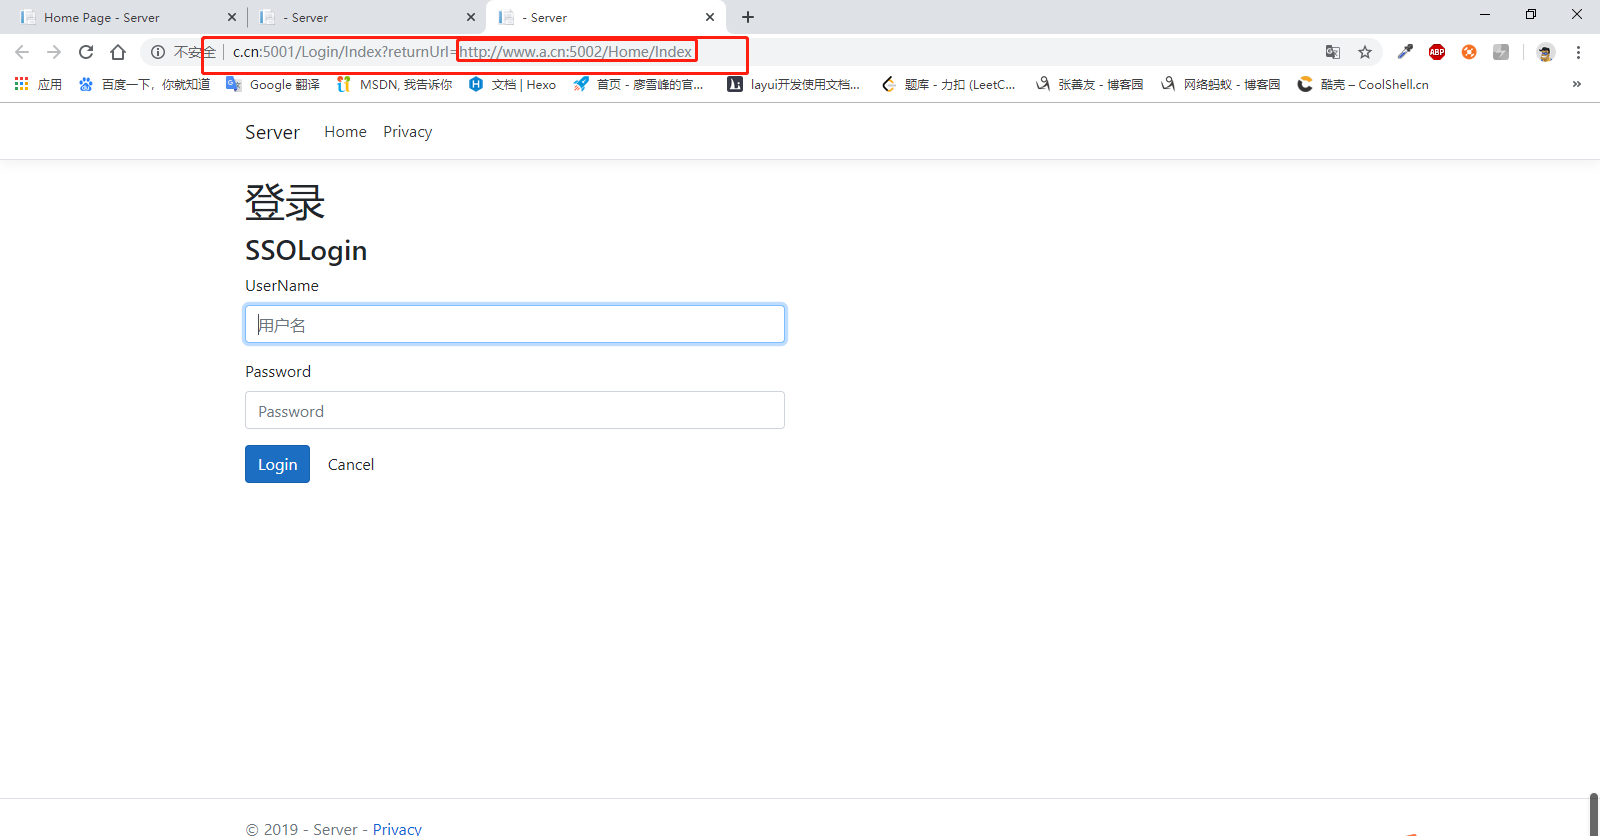 Home Page - Server
- Server
- Server
不安全 | c.cn:5001/Login/Index?returnUrl=http://www.a.cn:5002/Home/Index
ABP
应用 百度一下，你就知道 Google 翻译 MSDN, 我告诉你 文档 | Hexo 首页 - 廖雪峰的官... layui开发使用文档... 题库 - 力扣 (LeetC... 张善友 - 博客园 网络蚂蚁 - 博客园 酷壳 – CoolShell.cn »
Server Home Privacy
登录
SSOLogin
UserName
用户名
Password
Password
Login Cancel
© 2019 - Server - Privacy